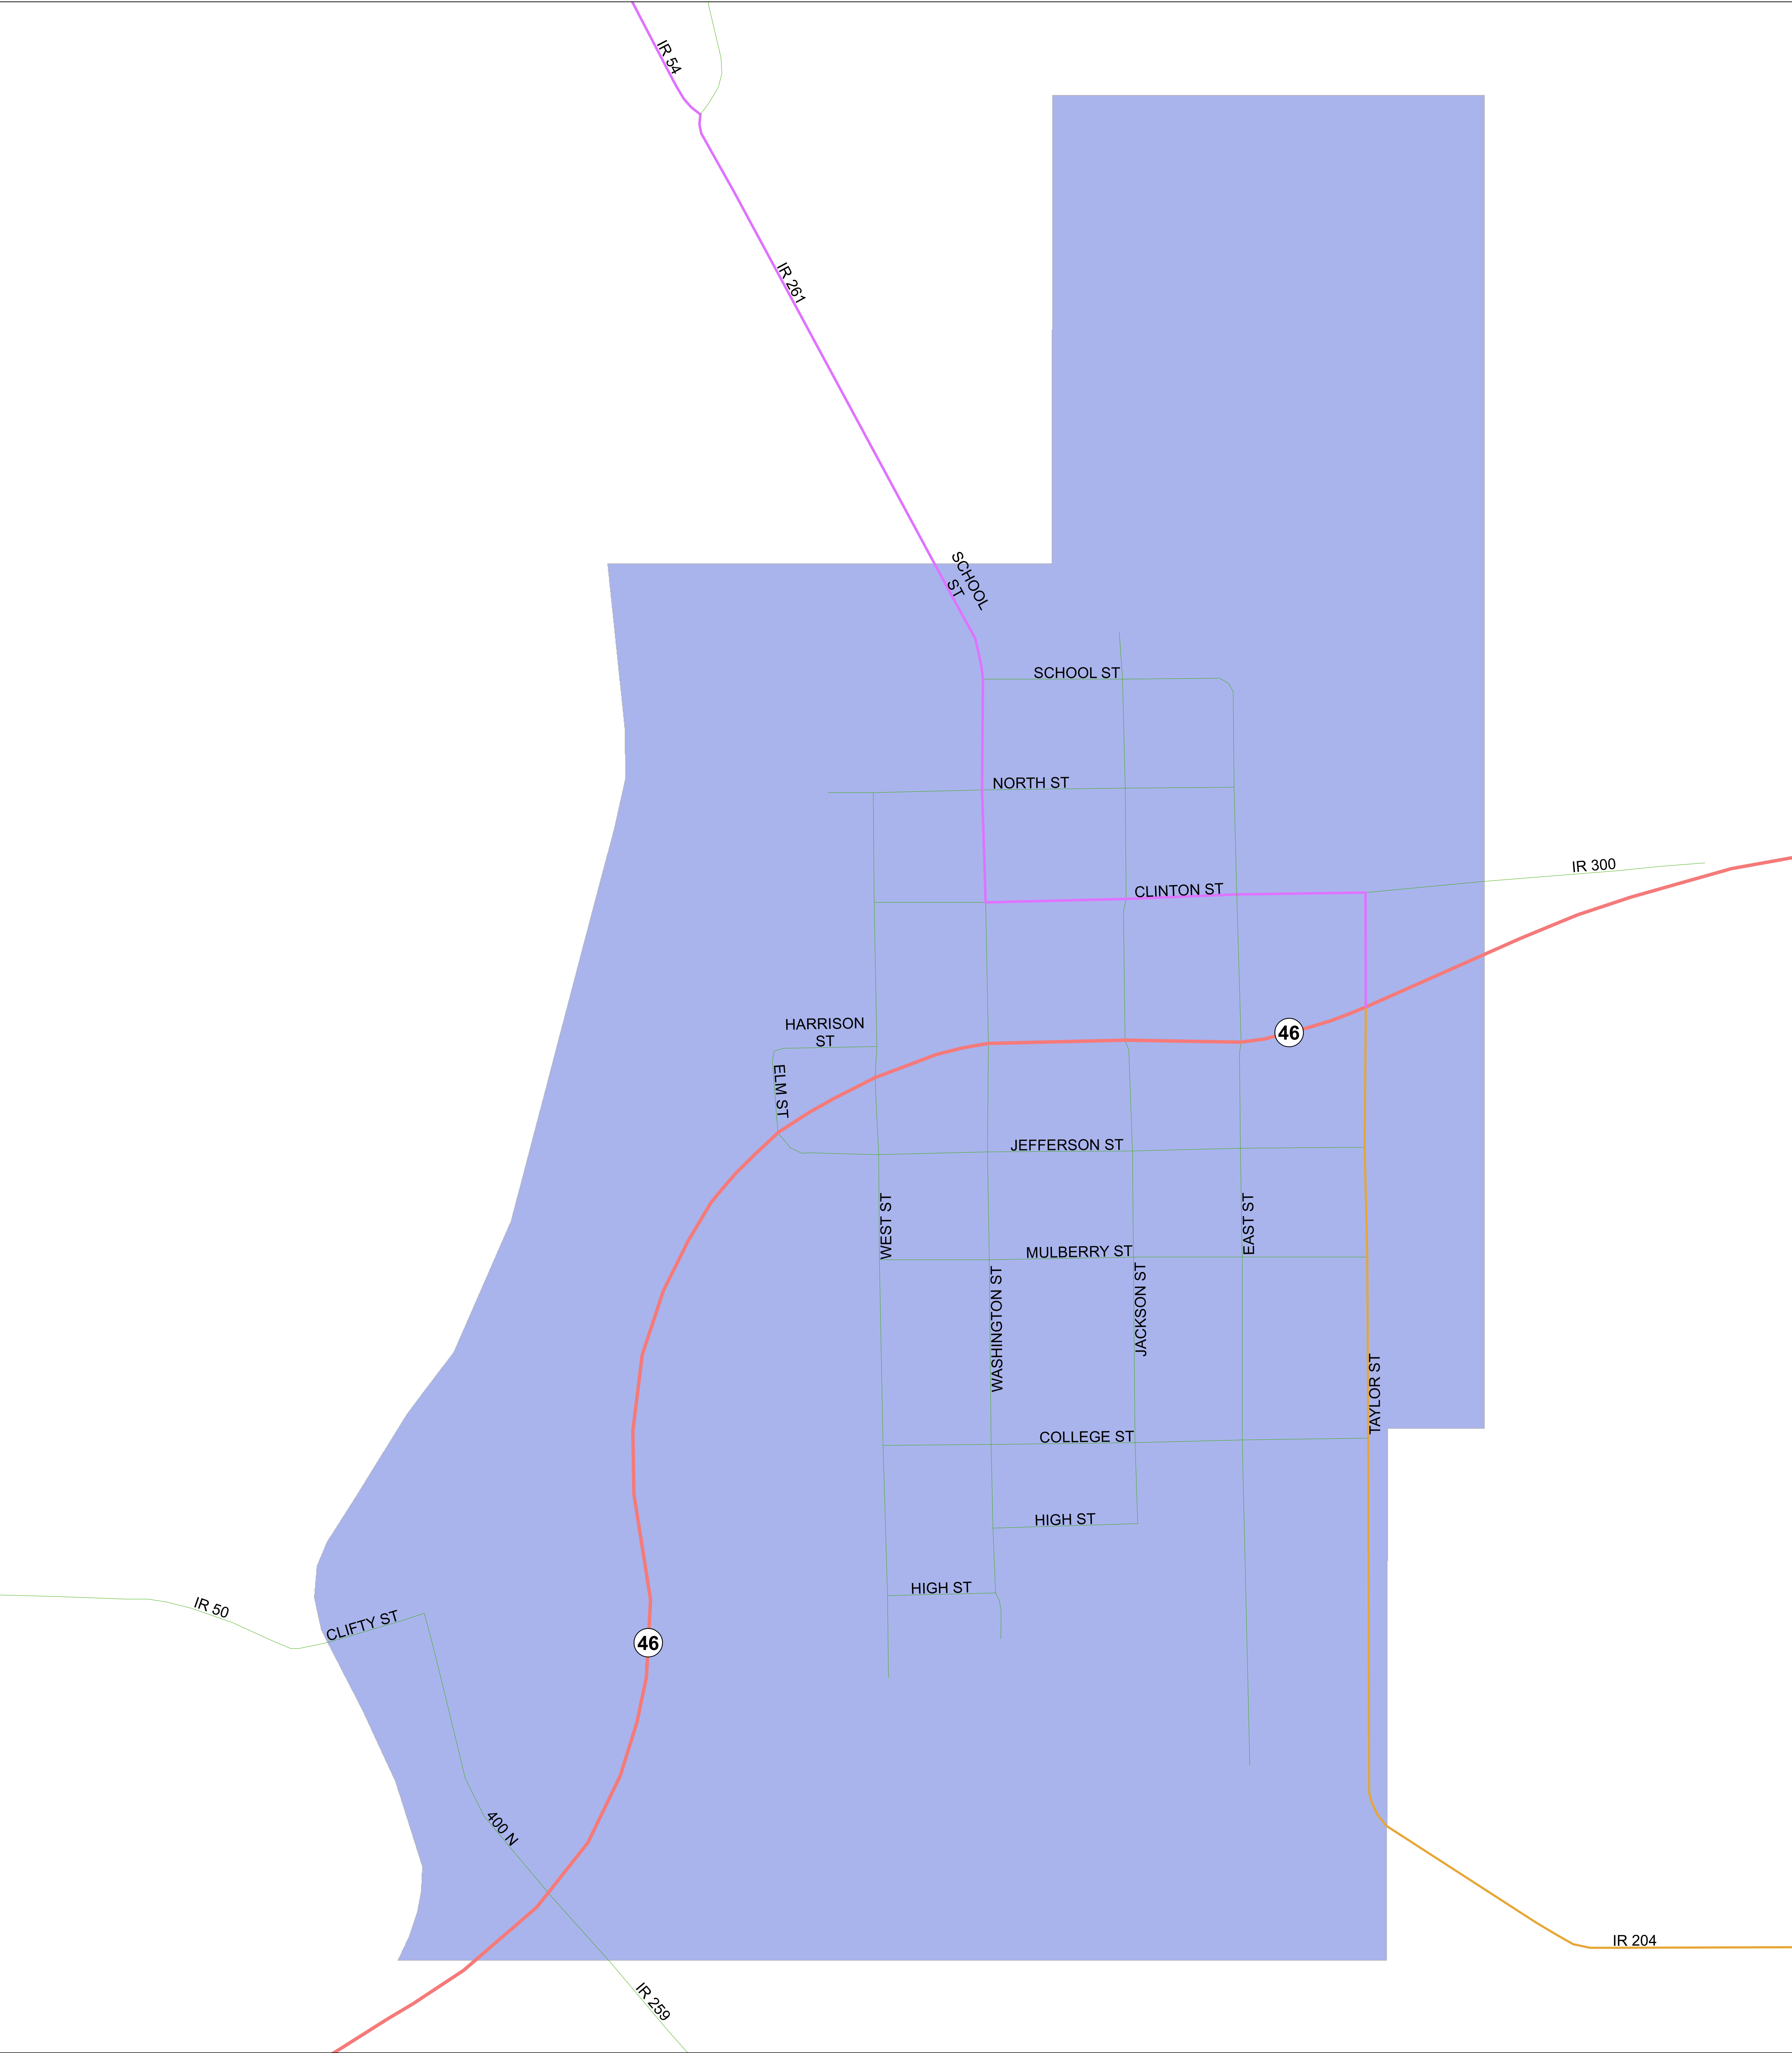 IR 54
IR 261
SCHOOL
ST
SCHOOL ST
NORTH ST
IR 300
CLINTON ST
HARRISON
ST
46
ELM ST
JEFFERSON ST
WEST ST
EAST ST
MULBERRY ST
WASHINGTON ST
JACKSON ST
TAYLOR ST
COLLEGE ST
HIGH ST
HIGH ST
IR 50
CLIFTY ST
46
400 N
IR 204
IR 259